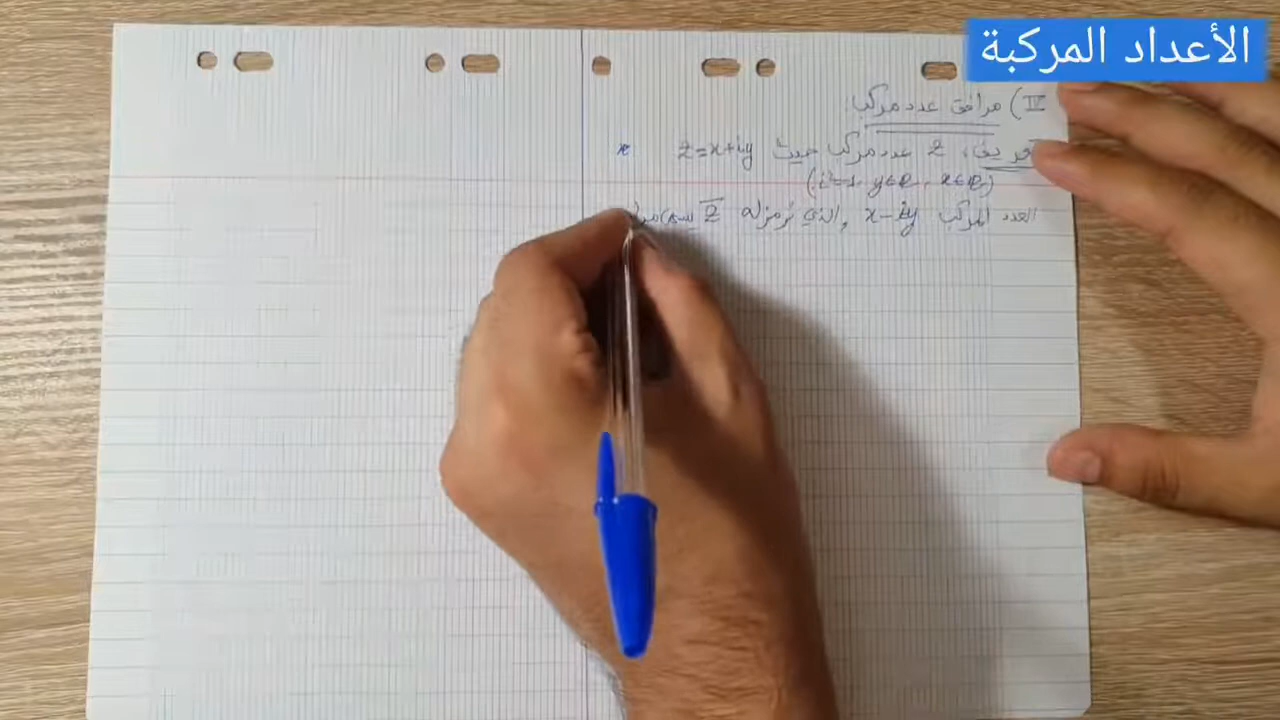 الأعداد المركبة
IV) مرافق عدد مركب:
تعريف: z عدد مركب حيث z=x+iy
(x∈ℝ , y∈ℝ , i²=-1)
العدد المركب x-iy والذي نرمز له z̄ يسمى